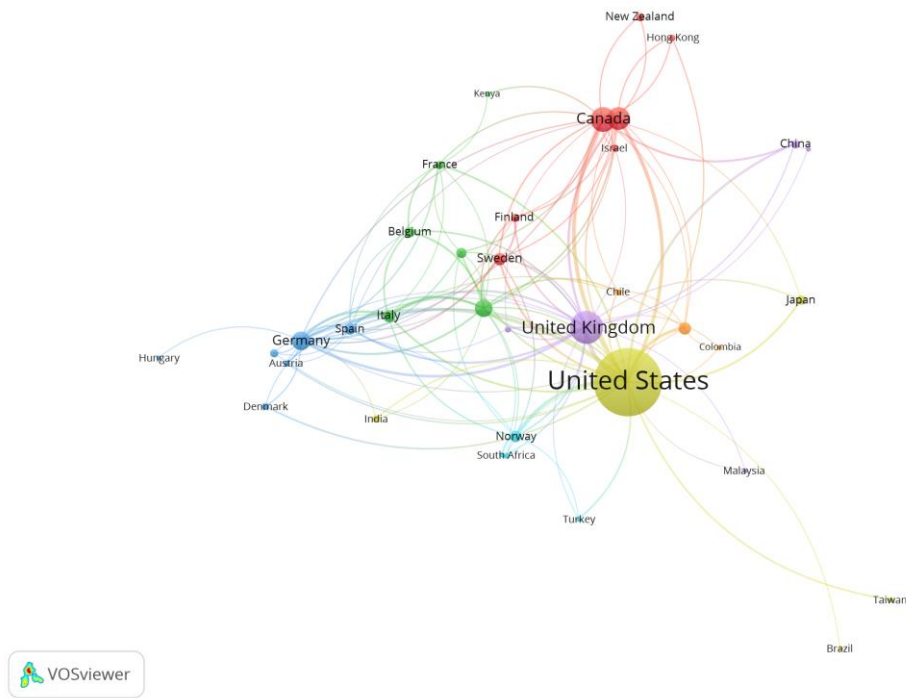 New Zealand
Hong Kong
Kenya
Canada
China
Israel
France
Finland
Belgium
Sweden
Chile
Japan
Italy
Spain
United Kingdom
Germany
Colombia
Hungary
Austria
United States
Denmark
India
Norway
South Africa
Malaysia
Turkey
Taiwan
Brazil
VOSviewer